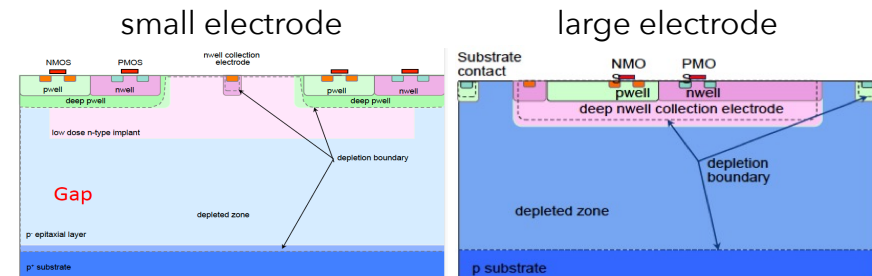 small electrode
large electrode
NMOS
PMOS
nwell collection
electrode
pwell
nwell
deep pwell
deep pwell
low dose n-type implant
depletion boundary
Gap
depleted zone
p- epitaxial layer
p+ substrate
Substrate
contact
NMO
S
PMO
S
pwell
nwell
deep nwell collection electrode
depletion
boundary
depleted zone
p substrate